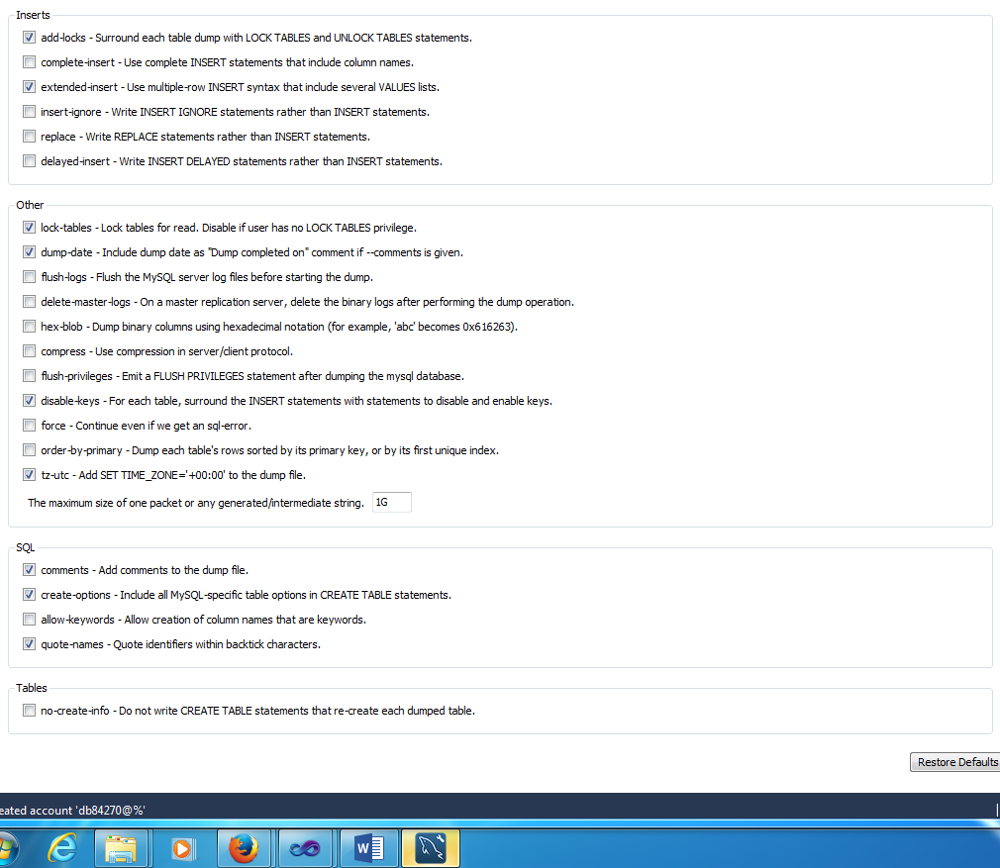 Inserts
add-locks - Surround each table dump with LOCK TABLES and UNLOCK TABLES statements.
complete-insert - Use complete INSERT statements that include column names.
extended-insert - Use multiple-row INSERT syntax that include several VALUES lists.
insert-ignore - Write INSERT IGNORE statements rather than INSERT statements.
replace - Write REPLACE statements rather than INSERT statements.
delayed-insert - Write INSERT DELAYED statements rather than INSERT statements.
Other
lock-tables - Lock tables for read. Disable if user has no LOCK TABLES privilege.
dump-date - Include dump date as "Dump completed on" comment if --comments is given.
flush-logs - Flush the MySQL server log files before starting the dump.
delete-master-logs - On a master replication server, delete the binary logs after performing the dump operation.
hex-blob - Dump binary columns using hexadecimal notation (for example, 'abc' becomes 0x616263).
compress - Use compression in server/client protocol.
flush-privileges - Emit a FLUSH PRIVILEGES statement after dumping the mysql database.
disable-keys - For each table, surround the INSERT statements with statements to disable and enable keys.
force - Continue even if we get an sql-error.
order-by-primary - Dump each table's rows sorted by its primary key, or by its first unique index.
tz-utc - Add SET TIME_ZONE='+00:00' to the dump file.
The maximum size of one packet or any generated/intermediate string. 1G
SQL
comments - Add comments to the dump file.
create-options - Include all MySQL-specific table options in CREATE TABLE statements.
allow-keywords - Allow creation of column names that are keywords.
quote-names - Quote identifiers within backtick characters.
Tables
no-create-info - Do not write CREATE TABLE statements that re-create each dumped table.
Restore Defaults
eated account 'db84270@%'
W